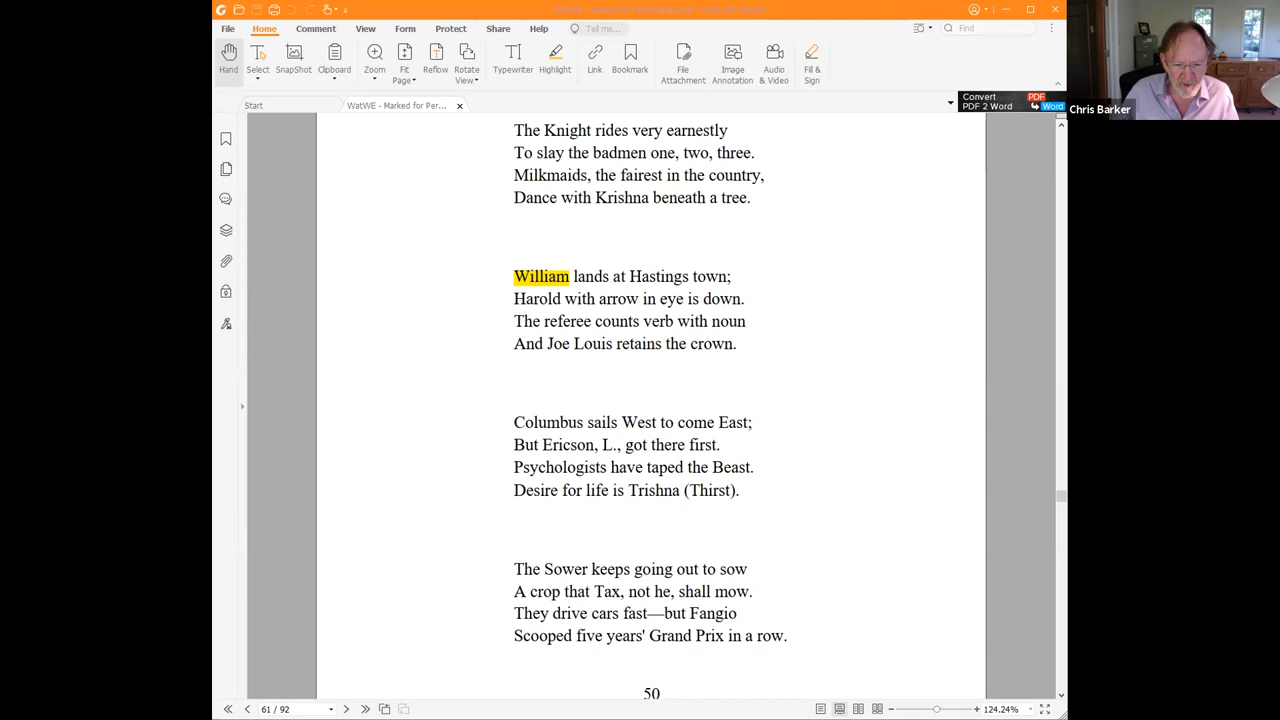 File Home Comment View Form Protect Share Help Tell me... Find
Hand Select SnapShot Clipboard Zoom Fit Page Reflow Rotate View Typewriter Highlight Link Bookmark File Attachment Image Annotation Audio & Video Fill & Sign
Start WatWE - Marked for Per... Convert PDF 2 Word PDF Word
Chris Barker
The Knight rides very earnestly
To slay the badmen one, two, three.
Milkmaids, the fairest in the country,
Dance with Krishna beneath a tree.
William lands at Hastings town;
Harold with arrow in eye is down.
The referee counts verb with noun
And Joe Louis retains the crown.
Columbus sails West to come East;
But Ericson, L., got there first.
Psychologists have taped the Beast.
Desire for life is Trishna (Thirst).
The Sower keeps going out to sow
A crop that Tax, not he, shall mow.
They drive cars fast—but Fangio
Scooped five years' Grand Prix in a row.
50
61 / 92 124.24%